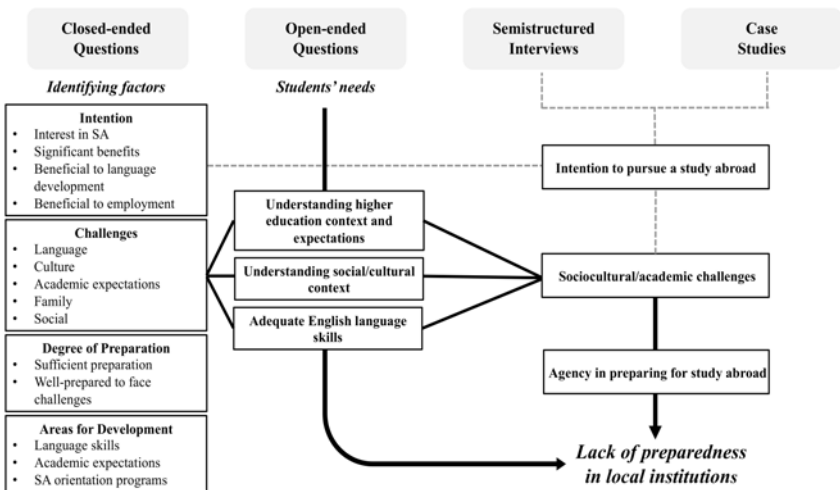 Closed-ended
Questions
Open-ended
Questions
Semistructured
Interviews
Case
Studies
Identifying factors
Students' needs
Intention
• Interest in SA
• Significant benefits
• Beneficial to language
development
• Beneficial to employment
Challenges
• Language
• Culture
• Academic expectations
• Family
• Social
Degree of Preparation
• Sufficient preparation
• Well-prepared to face
challenges
Areas for Development
• Language skills
• Academic expectations
• SA orientation programs
Understanding higher
education context and
expectations
Understanding social/cultural
context
Adequate English language
skills
Intention to pursue a study abroad
Sociocultural/academic challenges
Agency in preparing for study abroad
Lack of preparedness
in local institutions